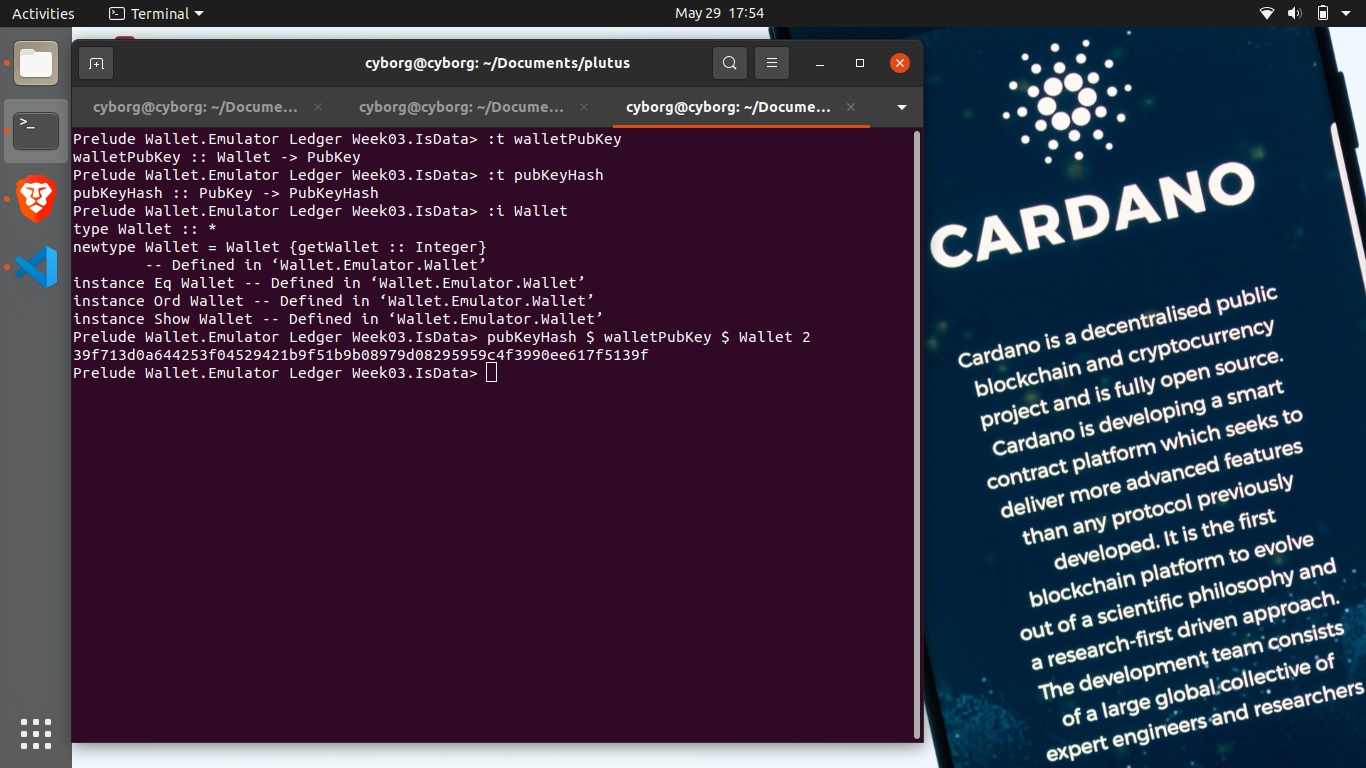 Activities
Terminal
May 29 17:54
cyborg@cyborg: ~/Documents/plutus
cyborg@cyborg: ~/Docume...
cyborg@cyborg: ~/Docume...
cyborg@cyborg: ~/Docume...
Prelude Wallet.Emulator Ledger Week03.IsData> :t walletPubKey
walletPubKey :: Wallet -> PubKey
Prelude Wallet.Emulator Ledger Week03.IsData> :t pubKeyHash
pubKeyHash :: PubKey -> PubKeyHash
Prelude Wallet.Emulator Ledger Week03.IsData> :i Wallet
type Wallet :: *
newtype Wallet = Wallet {getWallet :: Integer}
        -- Defined in ‘Wallet.Emulator.Wallet’
instance Eq Wallet -- Defined in ‘Wallet.Emulator.Wallet’
instance Ord Wallet -- Defined in ‘Wallet.Emulator.Wallet’
instance Show Wallet -- Defined in ‘Wallet.Emulator.Wallet’
Prelude Wallet.Emulator Ledger Week03.IsData> pubKeyHash $ walletPubKey $ Wallet 2
39f713d0a644253f04529421b9f51b9b08979d08295959c4f3990ee617f5139f
Prelude Wallet.Emulator Ledger Week03.IsData>
CARDANO
Cardano is a decentralised public
blockchain and cryptocurrency
project and is fully open source.
Cardano is developing a smart
contract platform which seeks to
deliver more advanced features
than any protocol previously
developed. It is the first
blockchain platform to evolve
out of a scientific philosophy and
a research-first driven approach.
The development team consists
of a large global collective of
expert engineers and researchers